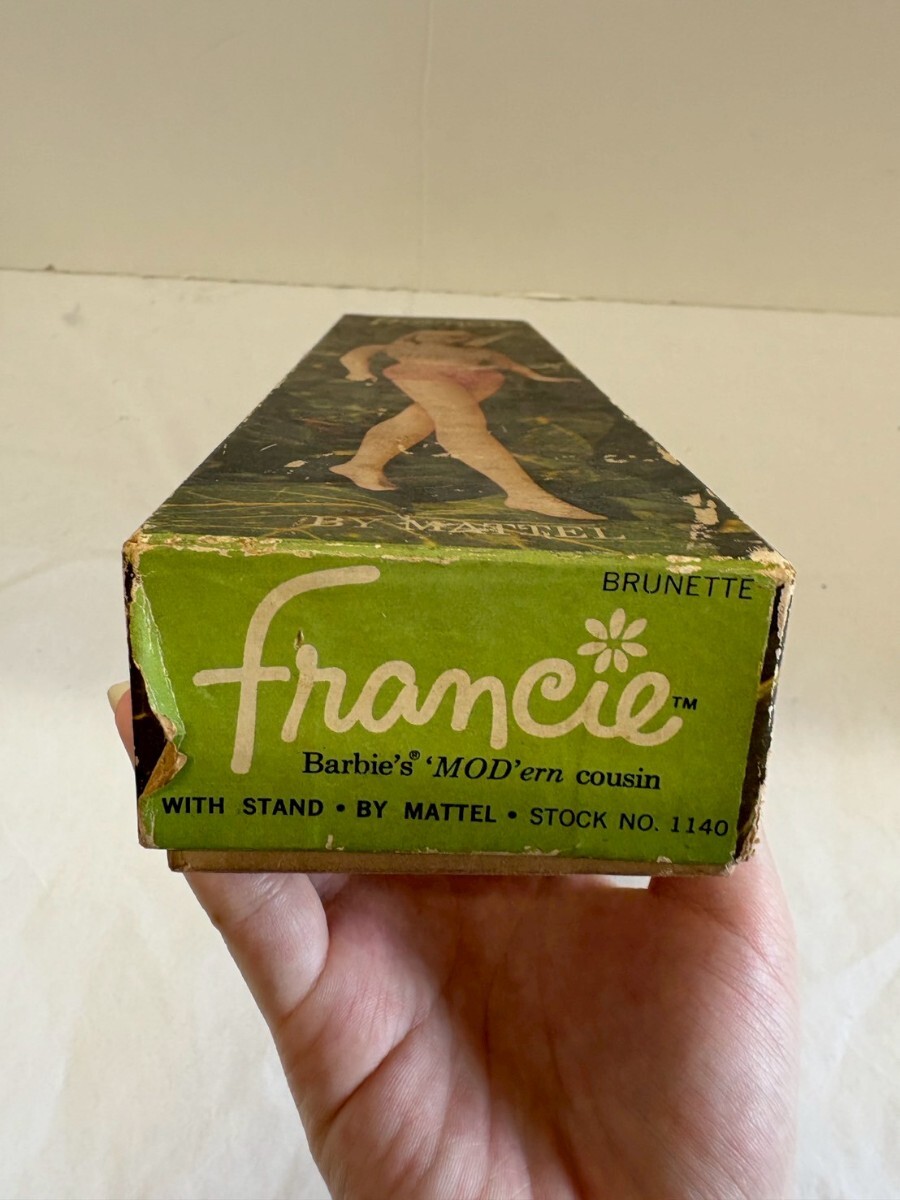 BY MATTEL
BRUNETTE
Francie™
Barbie's® 'MOD'ern cousin
WITH STAND • BY MATTEL • STOCK NO. 1140